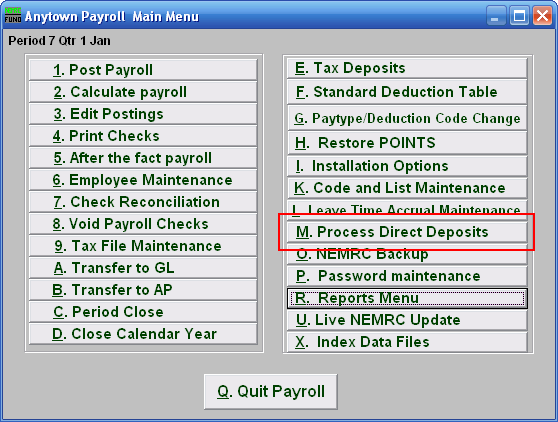 Anytown Payroll Main Menu
Period 7 Qtr 1 Jan
1. Post Payroll
2. Calculate payroll
3. Edit Postings
4. Print Checks
5. After the fact payroll
6. Employee Maintenance
7. Check Reconciliation
8. Void Payroll Checks
9. Tax File Maintenance
A. Transfer to GL
B. Transfer to AP
C. Period Close
D. Close Calendar Year
E. Tax Deposits
F. Standard Deduction Table
G. Paytype/Deduction Code Change
H. Restore POINTS
I. Installation Options
K. Code and List Maintenance
L. Leave Time Accrual Maintenance
M. Process Direct Deposits
O. NEMRC Backup
P. Password maintenance
R. Reports Menu
U. Live NEMRC Update
X. Index Data Files
Q. Quit Payroll